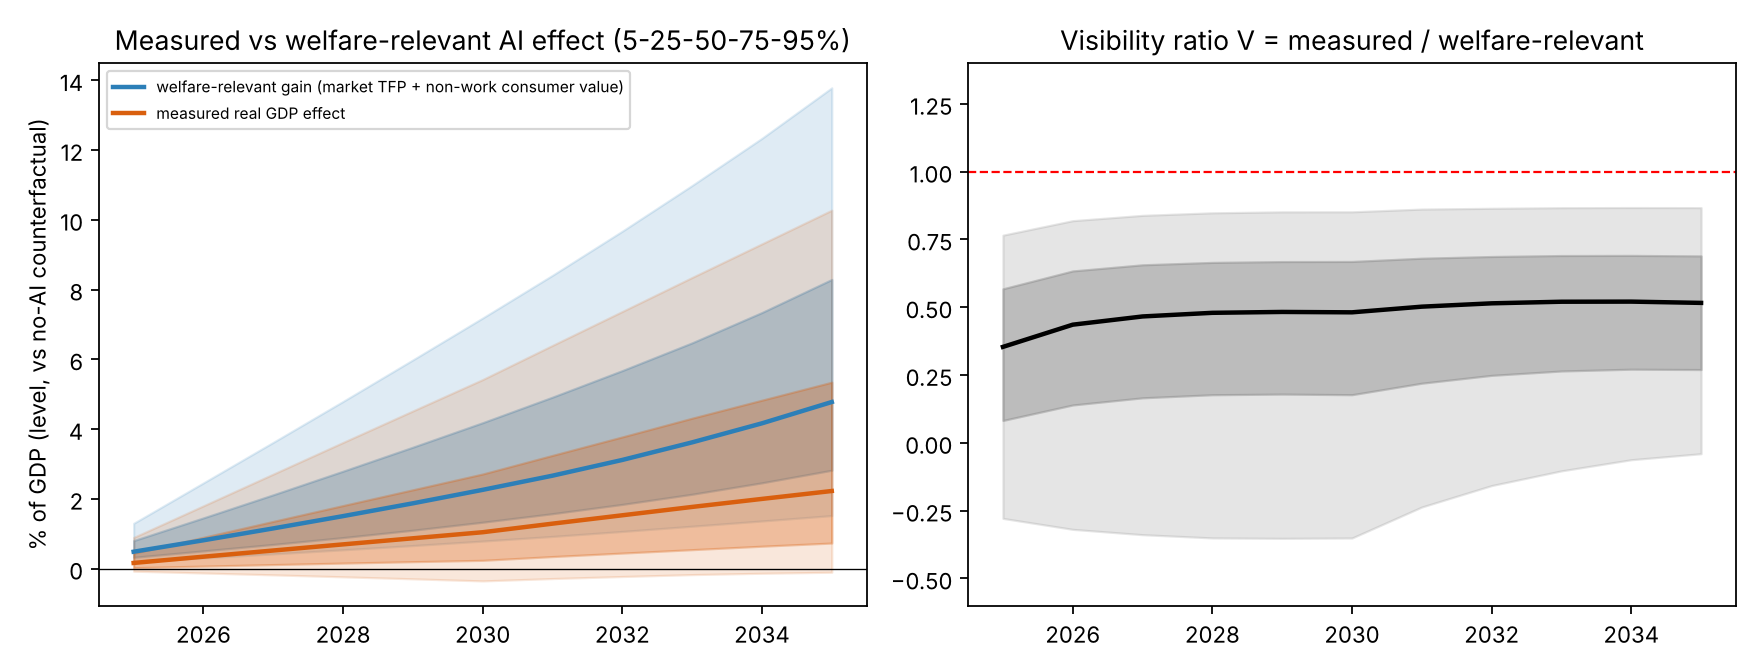 Measured vs welfare-relevant AI effect (5-25-50-75-95%)
welfare-relevant gain (market TFP + non-work consumer value)
measured real GDP effect
% of GDP (level, vs no-AI counterfactual)
14
12
10
8
6
4
2
0
2026 2028 2030 2032 2034
Visibility ratio V = measured / welfare-relevant
1.25
1.00
0.75
0.50
0.25
0.00
−0.25
−0.50
2026 2028 2030 2032 2034